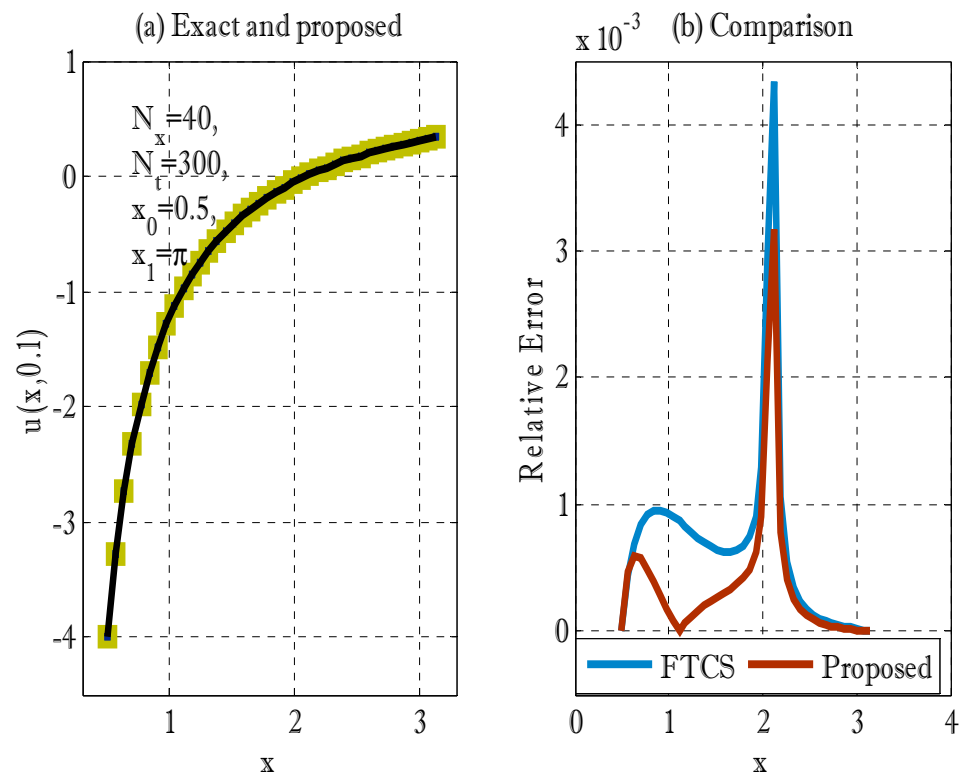 (a) Exact and proposed
1
0
-1
-2
-3
-4
u(x,0.1)
N_x=40,
N_t=300,
x_0=0.5,
x_1=π
1
2
3
x
(b) Comparison
x 10^-3
4
3
2
1
0
Relative Error
FTCS
Proposed
0
1
2
3
4
x